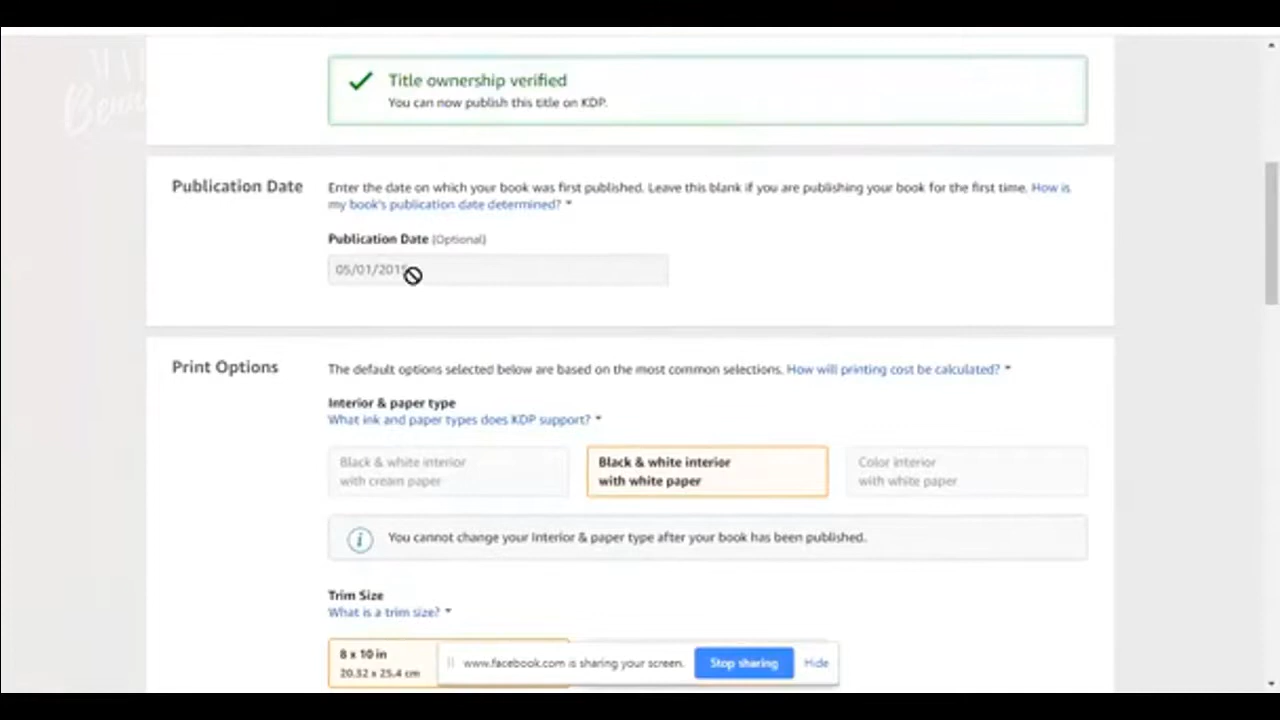 Title ownership verified
You can now publish this title on KDP.
Publication Date
Enter the date on which your book was first published. Leave this blank if you are publishing your book for the first time. How is
my book's publication date determined?
Publication Date (Optional)
05/01/2019
Print Options
The default options selected below are based on the most common selections. How will printing cost be calculated?
Interior & paper type
What ink and paper types does KDP support?
Black & white interior
with cream paper
Black & white interior
with white paper
Color interior
with white paper
You cannot change your Interior & paper type after your book has been published.
Trim Size
What is a trim size?
8 x 10 in
20.32 x 25.4 cm
www.facebook.com is sharing your screen.
Stop sharing
Hide